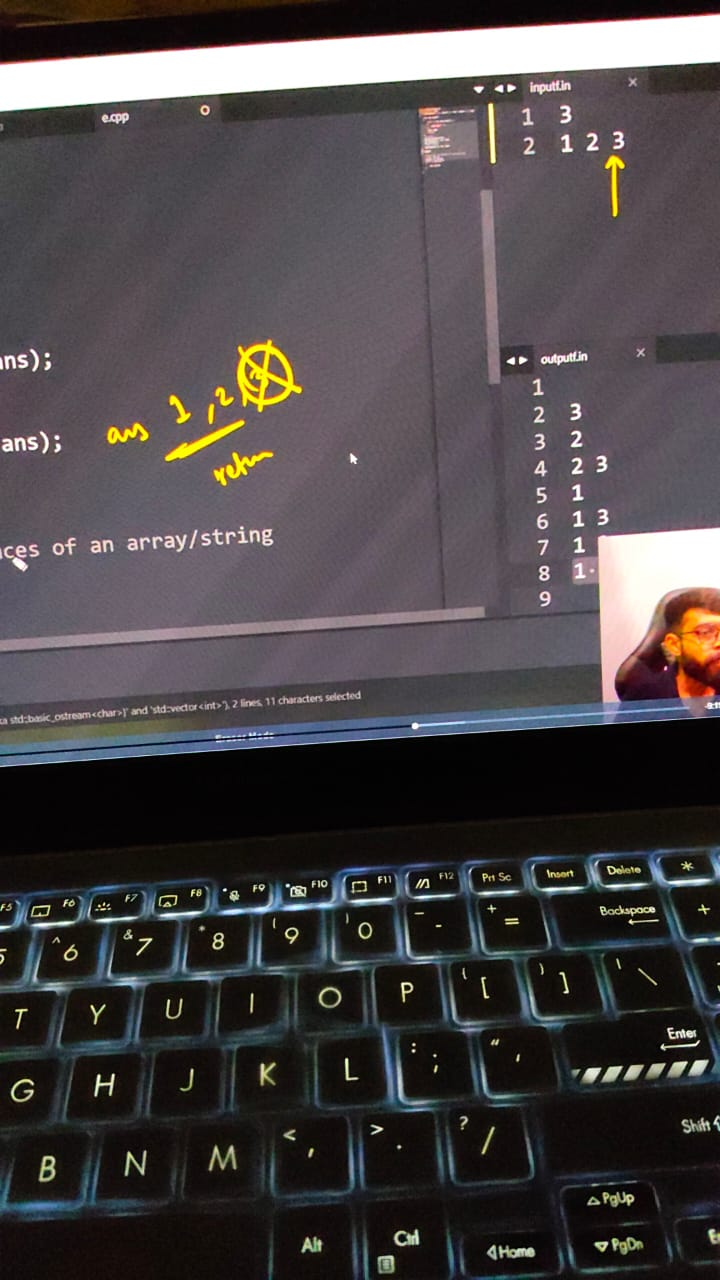 e.cpp
inputf.in
1 3
2 1 2 3
ns);
ans);
ans 1, 2
return
of an array/string
outputf.in
1
2 3
3 2
4 2 3
5 1
6 1 3
7 1
8 1
9
std::basic_ostream<char>}' and 'std::vector<int>'), 2 lines, 11 characters selected
Eraser Mode
F5 F6 F7 F8 F9 F10 F11 F12 Prt Sc Insert Delete *
^ 6 & 7 * 8 ( 9 ) 0 _ - + = Backspace +
T Y U I O P { [ } ] | \
G H J K L : ; " ' Enter
B N M < , > . ? / Shift
Alt Ctrl Home PgUp PgDn